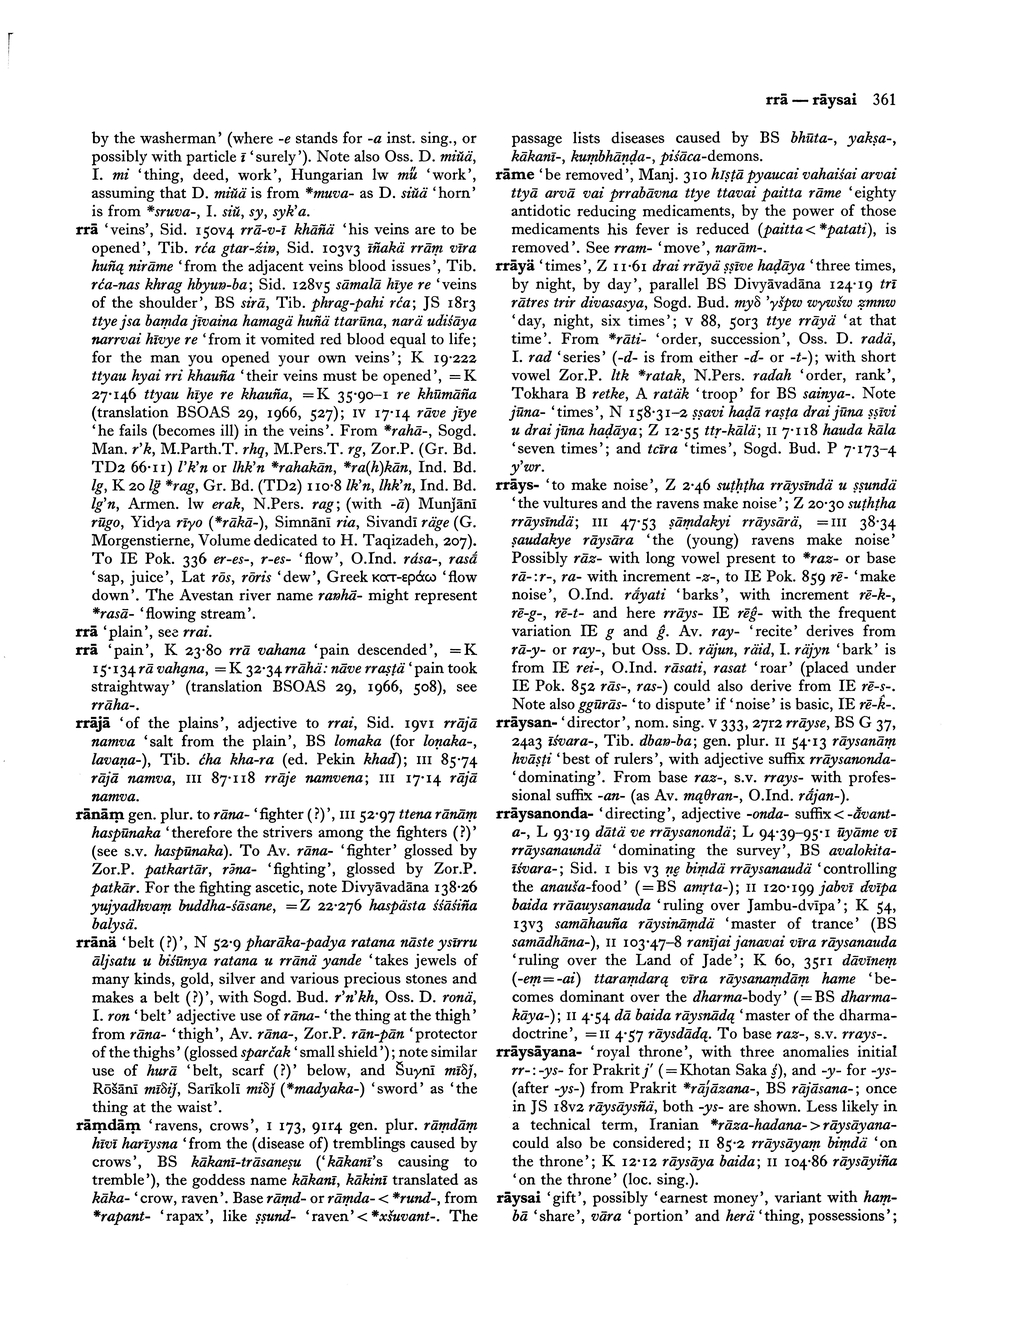 rrā — rāysai 361
by the washerman’ (where -e stands for -a inst. sing., or
possibly with particle ī ‘surely’). Note also Oss. D. miŭä,
I. mi ‘thing, deed, work’, Hungarian lw mű ‘work’,
assuming that D. miŭä is from *muva- as D. siŭä ‘horn’
is from *sruva-, I. siŭ, sy, syk’a.
rrā ‘veins’, Sid. 150v4 rrā-v-ī khāñä ‘his veins are to be
opened’, Tib. rća gtar-źiṅ, Sid. 103v3 īñakä rrāṃ vīra
huñą nirāme ‘from the adjacent veins blood issues’, Tib.
rća-nas khrag hbyuṅ-ba; Sid. 128v5 sāmalā hīye re ‘veins
of the shoulder’, BS sirā, Tib. phrag-pahi rća; JS 18r3
ttye jsa baṃda jīvaina hamagä huñä ttarūna, narä udiśāya
narrvai hīvye re ‘from it vomited red blood equal to life;
for the man you opened your own veins’; K 19·222
ttyau hyai rri khauña ‘their veins must be opened’, =K
27·146 ttyau hīye re khauña, =K 35·90–1 re khūmāña
(translation BSOAS 29, 1966, 527); IV 17·14 rāve jīye
‘he fails (becomes ill) in the veins’. From *rahā-, Sogd.
Man. r’k, M.Parth.T. rhq, M.Pers.T. rg, Zor.P. (Gr. Bd.
TD2 66·11) l’k’n or lhk’n *rahakān, *ra(h)kān, Ind. Bd.
lg, K 20 lḡ *rag, Gr. Bd. (TD2) 110·8 lk’n, lhk’n, Ind. Bd.
lg’n, Armen. lw erak, N.Pers. rag; (with -ā) Munjānī
rūgo, Yidγa rīyo (*rākā-), Simnānī ria, Sivandī räge (G.
Morgenstierne, Volume dedicated to H. Taqizadeh, 207).
To IE Pok. 336 er-es-, r-es- ‘flow’, O.Ind. rása-, rasā́
‘sap, juice’, Lat rōs, rōris ‘dew’, Greek κατ-εράω ‘flow
down’. The Avestan river name raṅhā- might represent
*rasā- ‘flowing stream’.
rrā ‘plain’, see rrai.
rrā ‘pain’, K 23·80 rrā vahana ‘pain descended’, =K
15·134 rā vahąna, =K 32·34 rrāhä: nāve rraṣṭä ‘pain took
straightway’ (translation BSOAS 29, 1966, 508), see
rrāha-.
rrājā ‘of the plains’, adjective to rrai, Sid. 19v1 rrājā
namva ‘salt from the plain’, BS lomaka (for loṇaka-,
lavaṇa-), Tib. ćha kha-ra (ed. Pekin khad); III 85·74
rājā namva, III 87·118 rrāje namvena; III 17·14 rājā
namva.
rānāṃ gen. plur. to rāna- ‘fighter (?)’, III 52·97 ttena rānāṃ
haspūnaka ‘therefore the strivers among the fighters (?)’
(see s.v. haspūnaka). To Av. rāna- ‘fighter’ glossed by
Zor.P. patkartār, rə̄na- ‘fighting’, glossed by Zor.P.
patkār. For the fighting ascetic, note Divyāvadāna 138·26
yujyadhvaṃ buddha-śāsane, =Z 22·276 haspästa śśāśiña
balysä.
rrānä ‘belt (?)’, N 52·9 pharāka-padya ratana nāste ysīrru
āljsatu u biśūnya ratana u rrānä yande ‘takes jewels of
many kinds, gold, silver and various precious stones and
makes a belt (?)’, with Sogd. Bud. r’n’kh, Oss. D. ronä,
I. ron ‘belt’ adjective use of rāna- ‘the thing at the thigh’
from rāna- ‘thigh’, Av. rāna-, Zor.P. rān-pān ‘protector
of the thighs’ (glossed sparčak ‘small shield’); note similar
use of hurā ‘belt, scarf (?)’ below, and Šuγnī mīδj,
Rōšānī mīδij, Sarīkolī miδj (*madyaka-) ‘sword’ as ‘the
thing at the waist’.
rāṃdāṃ ‘ravens, crows’, I 173, 91r4 gen. plur. rāṃdāṃ
hīvī harīysna ‘from the (disease of) tremblings caused by
crows’, BS kākanī-trāsaneṣu (‘kākanī’s causing to
tremble’), the goddess name kākanī, kākinī translated as
kāka- ‘crow, raven’. Base rāṃd- or rāṃda- < *rund-, from
*rapant- ‘rapax’, like ṣṣund- ‘raven’ < *xšuvant-. The
passage lists diseases caused by BS bhūta-, yakṣa-,
kākanī-, kumbhāṇḍa-, piśāca-demons.
rāme ‘be removed’, Manj. 310 hīṣṭā pyaucai vahaiśai arvai
ttyā arvā vai prrabāvna ttye ttavai paitta rāme ‘eighty
antidotic reducing medicaments, by the power of those
medicaments his fever is reduced (paitta < *patati), is
removed’. See rram- ‘move’, narām-.
rrāyä ‘times’, Z 11·61 drai rrāyä ṣṣīve haḍāya ‘three times,
by night, by day’, parallel BS Divyāvadāna 124·19 trī
rātres trir divasasya, Sogd. Bud. myδ ’γšpw wγwšw zmnw
‘day, night, six times’; v 88, 50r3 ttye rrāyä ‘at that
time’. From *rāti- ‘order, succession’, Oss. D. radä,
I. rad ‘series’ (-d- is from either -d- or -t-); with short
vowel Zor.P. ltk *ratak, N.Pers. radah ‘order, rank’,
Tokhara B retke, A ratäk ‘troop’ for BS sainya-. Note
jūna- ‘times’, N 158·31–2 ṣṣavi haḍā raṣṭa drai jūna ṣṣīvi
u drai jūna haḍāya; Z 12·55 ttṛ-kālä; II 7·118 hauda kāla
‘seven times’; and tcīra ‘times’, Sogd. Bud. P 7·173–4
y’wr.
rrāys- ‘to make noise’, Z 2·46 suṭhṭha rrāysīndä u ṣṣundä
‘the vultures and the ravens make noise’; Z 20·30 suṭhṭha
rrāysīndä; III 47·53 ṣāṃdakyi rrāysārä, =III 38·34
ṣaudakye rāysāra ‘the (young) ravens make noise’
Possibly rāz- with long vowel present to *raz- or base
rā-:r-, ra- with increment -z-, to IE Pok. 859 rē- ‘make
noise’, O.Ind. rā́yati ‘barks’, with increment rē-k-,
rē-g-, rē-t- and here rrāys- IE rēĝ- with the frequent
variation IE g and ĝ. Av. ray- ‘recite’ derives from
rā-y- or ray-, but Oss. D. räjun, räid, I. räjyn ‘bark’ is
from IE rei-, O.Ind. rāsati, rasat ‘roar’ (placed under
IE Pok. 852 rās-, ras-) could also derive from IE rē-s-.
Note also ggūrās- ‘to dispute’ if ‘noise’ is basic, IE rē-k̂-.
rrāysan- ‘director’, nom. sing. v 333, 27r2 rrāyse, BS G 37,
24a3 īśvara-, Tib. dbaṅ-ba; gen. plur. II 54·13 rāysanāṃ
hvāṣṭi ‘best of rulers’, with adjective suffix rrāysanonda-
‘dominating’. From base raz-, s.v. rrays- with profes-
sional suffix -an- (as Av. mąθran-, O.Ind. rā́jan-).
rrāysanonda- ‘directing’, adjective -onda- suffix < -ăvant-
a-, L 93·19 dātä ve rrāysanondä; L 94·39–95·1 ūyāme vī
rrāysanaundä ‘dominating the survey’, BS avalokita-
īśvara-; Sid. 1 bis v3 ṇe biṃdä rrāysanaudä ‘controlling
the anauša-food’ (=BS amṛta-); II 120·199 jabvī dvīpa
baida rrāauysanauda ‘ruling over Jambu-dvīpa’; K 54,
13v3 samāhauña rāysināṃdä ‘master of trance’ (BS
samādhāna-), II 103·47–8 ranījai janavai vīra rāysanauda
‘ruling over the Land of Jade’; K 60, 35r1 dāvīneṃ
(-eṃ=-ai) ttaraṃdarą vīra rāysanaṃdāṃ hame ‘be-
comes dominant over the dharma-body’ (=BS dharma-
kāya-); II 4·54 dā baida rāysnādą ‘master of the dharma-
doctrine’, =II 4·57 rāysdādą. To base raz-, s.v. rrays-.
rrāysāyana- ‘royal throne’, with three anomalies initial
rr-: -ys- for Prakrit j́ (=Khotan Saka ś́), and -y- for -ys-
(after -ys-) from Prakrit *rāj́āzana-, BS rājāsana-; once
in JS 18v2 rāysāysñä, both -ys- are shown. Less likely in
a technical term, Iranian *rāza-hadana- > rāysāyana-
could also be considered; II 85·2 rrāysāyaṃ biṃdä ‘on
the throne’; K 12·12 rāysāya baida; II 104·86 rāysāyiña
‘on the throne’ (loc. sing.).
rāysai ‘gift’, possibly ‘earnest money’, variant with haṃ-
bā ‘share’, vāra ‘portion’ and herä ‘thing, possessions’;